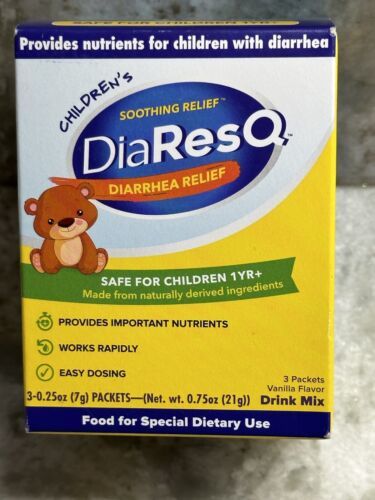 Provides nutrients for children with diarrhea
CHILDREN'S
SOOTHING RELIEF™
DiaResQ™
DIARRHEA RELIEF
SAFE FOR CHILDREN 1YR+
Made from naturally derived ingredients
PROVIDES IMPORTANT NUTRIENTS
WORKS RAPIDLY
EASY DOSING
3 Packets
Vanilla Flavor
3-0.25oz (7g) PACKETS—(Net. wt. 0.75oz (21g)) Drink Mix
Food for Special Dietary Use